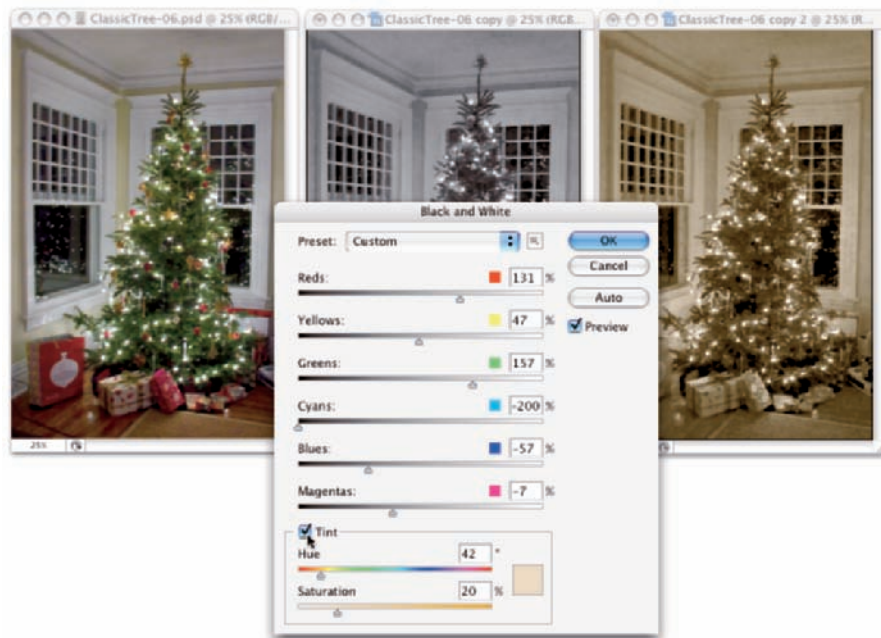 ClassicTree-06.psd @ 25% (RGB/...
ClassicTree-06 copy @ 25% (RGB...
ClassicTree-06 copy 2 @ 25% (R...
Black and White
Preset: Custom
OK
Cancel
Auto
Preview
Reds: 131 %
Yellows: 47 %
Greens: 157 %
Cyans: -200 %
Blues: -57 %
Magentas: -7 %
Tint
Hue 42 °
Saturation 20 %
25%